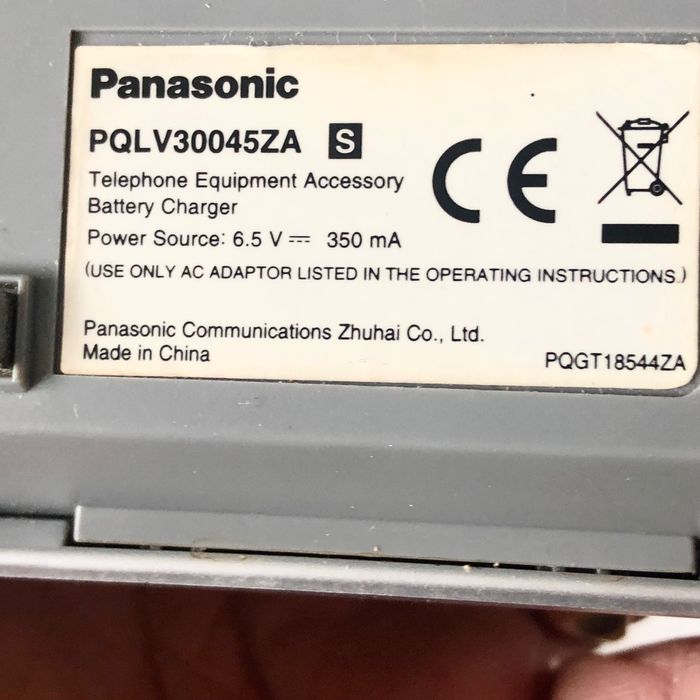 Panasonic
PQLV30045ZA S
Telephone Equipment Accessory
Battery Charger
Power Source: 6.5 V ⎓ 350 mA
(USE ONLY AC ADAPTOR LISTED IN THE OPERATING INSTRUCTIONS.)
CE
Panasonic Communications Zhuhai Co., Ltd.
Made in China
PQGT18544ZA